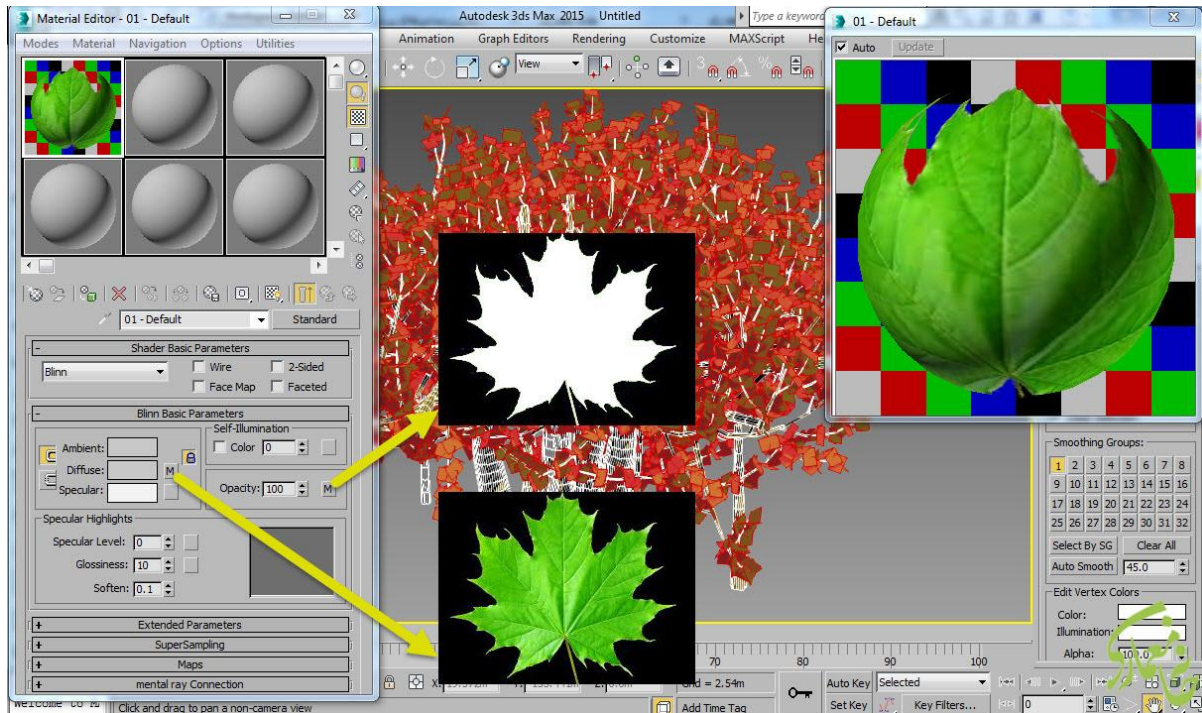 Material Editor - 01 - Default
Modes Material Navigation Options Utilities
01 - Default
Standard
Shader Basic Parameters
Blinn
Wire
2-Sided
Face Map
Faceted
Blinn Basic Parameters
Self-Illumination
Ambient:
Color 0
Diffuse:
M
Specular:
Opacity: 100
M
Specular Highlights
Specular Level: 0
Glossiness: 10
Soften: 0.1
+ Extended Parameters
+ SuperSampling
+ Maps
+ mental ray Connection
Autodesk 3ds Max 2015 Untitled
Type a keyword
Animation Graph Editors Rendering Customize MAXScript He
View
3 %
01 - Default
Auto Update
Smoothing Groups:
1 2 3 4 5 6 7 8
9 10 11 12 13 14 15 16
17 18 19 20 21 22 23 24
25 26 27 28 29 30 31 32
Select By SG Clear All
Auto Smooth 45.0
Edit Vertex Colors
Color:
Illumination:
Alpha: 100.0
70 80 90 100
X:
= 2.54m
Auto Key Selected
Set Key Key Filters...
0
Welcome to M
Click and drag to pan a non-camera view
Add Time Tag